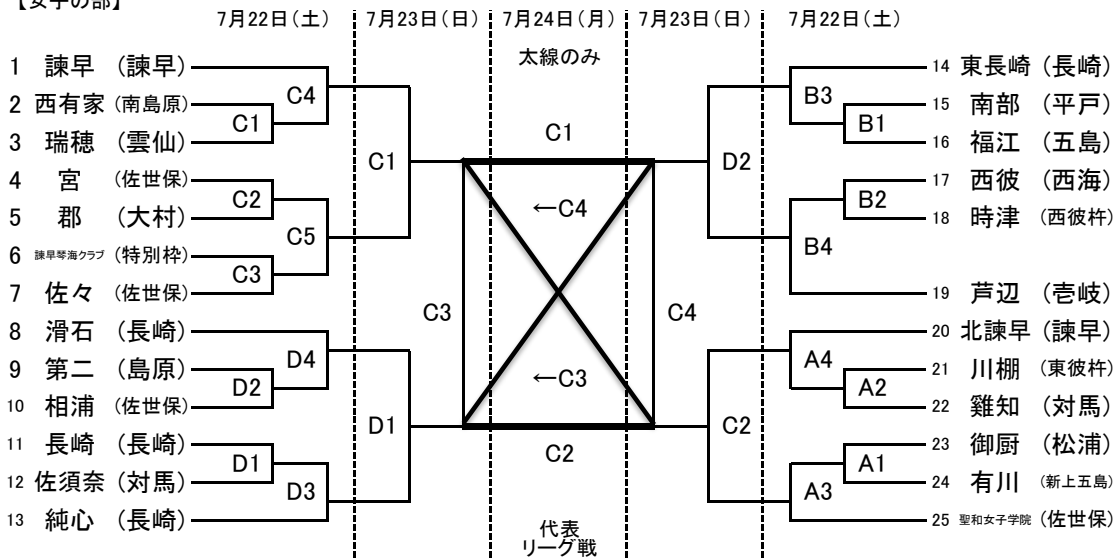 【女子の部】
7月22日（土）
7月23日（日）
7月24日（月）
7月23日（日）
7月22日（土）
太線のみ
1 諫早 （諫早）
2 西有家 （南島原）
3 瑞穂 （雲仙）
4 宮 （佐世保）
5 郡 （大村）
6 諫早琴海クラブ （特別枠）
7 佐々 （佐世保）
8 滑石 （長崎）
9 第二 （島原）
10 相浦 （佐世保）
11 長崎 （長崎）
12 佐須奈 （対馬）
13 純心 （長崎）
C4
C1
C2
C5
C3
D4
D2
D1
D3
C1
D1
C1
←C4
C3
C4
←C3
C2
代表
リーグ戦
D2
C2
B3
B1
B2
B4
A4
A2
A1
A3
14 東長崎 （長崎）
15 南部 （平戸）
16 福江 （五島）
17 西彼 （西海）
18 時津 （西彼杵）
19 芦辺 （壱岐）
20 北諫早 （諫早）
21 川棚 （東彼杵）
22 雞知 （対馬）
23 御厨 （松浦）
24 有川 （新上五島）
25 聖和女子学院 （佐世保）